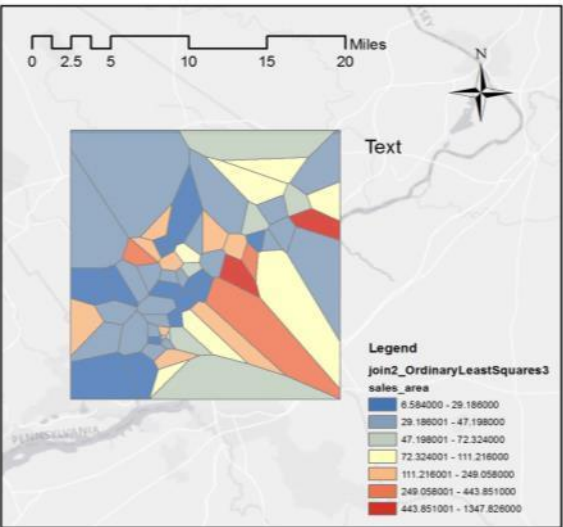 Miles
0 2.5 5 10 15 20
N
Text
Legend
join2_OrdinaryLeastSquares3
sales_area
6.584000 - 29.186000
29.186001 - 47.198000
47.198001 - 72.324000
72.324001 - 111.216000
111.216001 - 249.058000
249.058001 - 443.851000
443.851001 - 1347.826000
PENNSYLVANIA